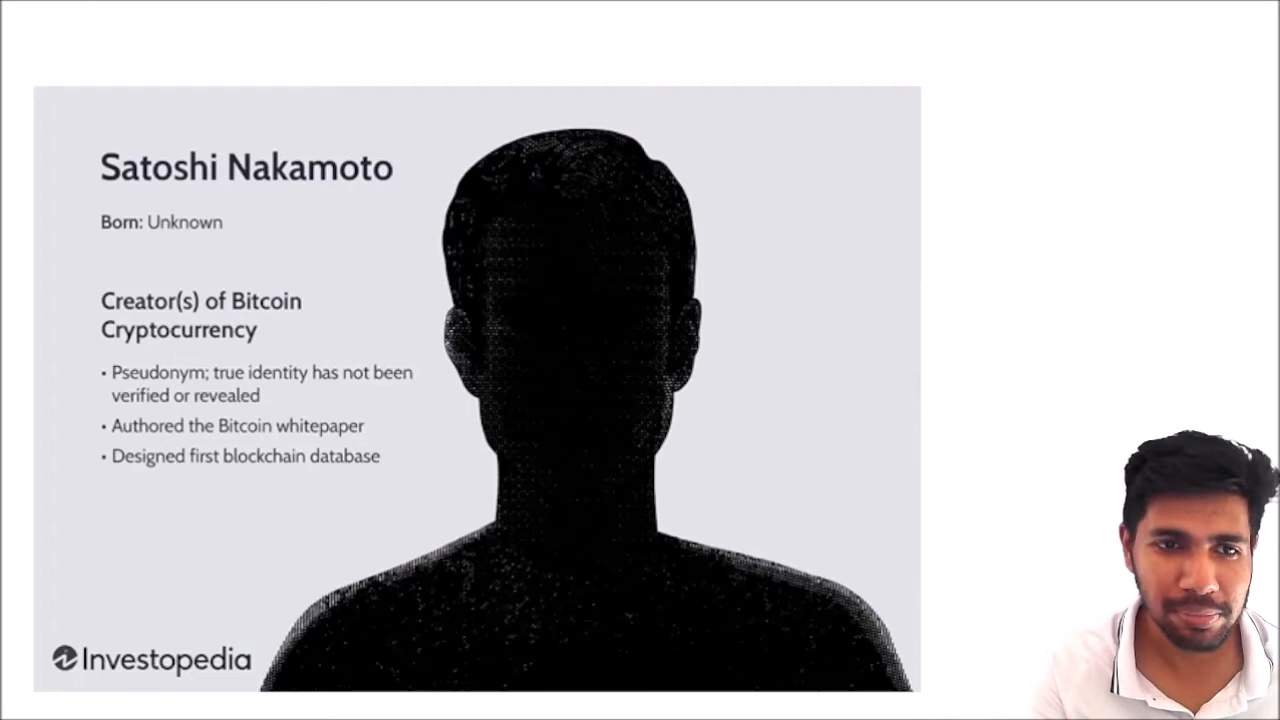 Satoshi Nakamoto
Born: Unknown
Creator(s) of Bitcoin
Cryptocurrency
• Pseudonym; true identity has not been
verified or revealed
• Authored the Bitcoin whitepaper
• Designed first blockchain database
Investopedia